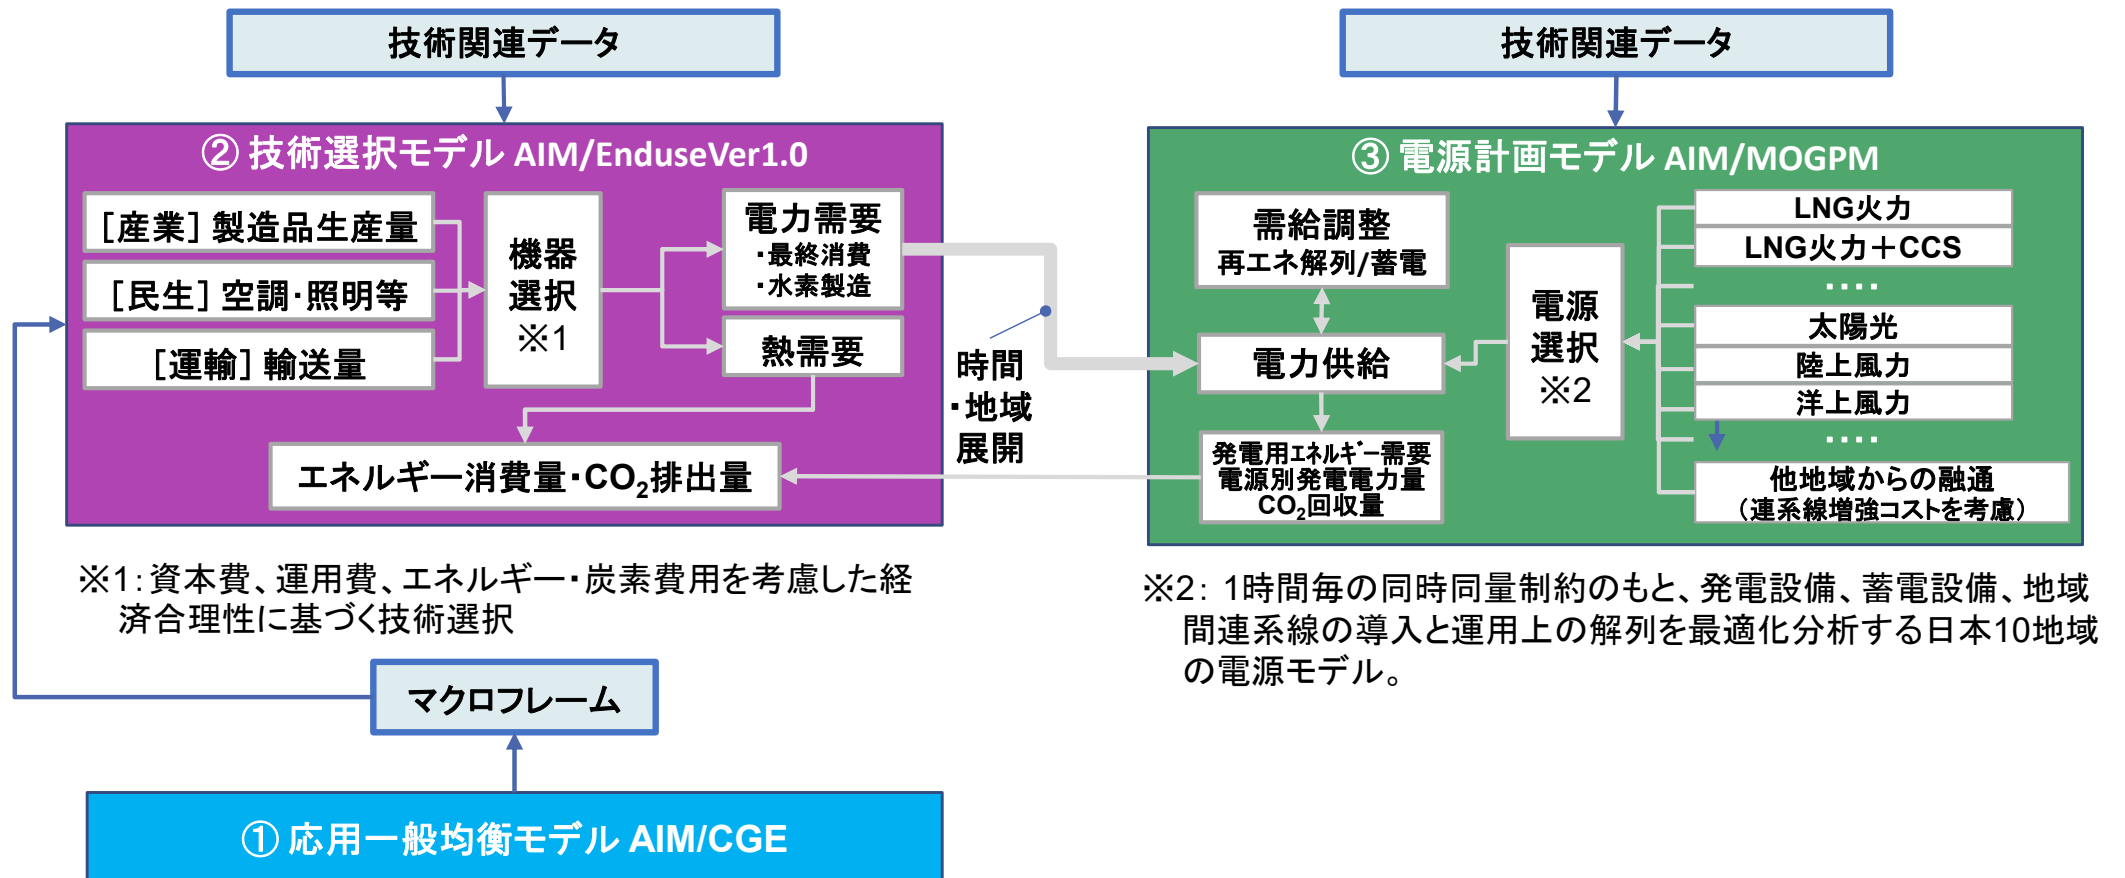 技術関連データ
② 技術選択モデル AIM/EnduseVer1.0
［産業］ 製造品生産量
［民生］ 空調・照明等
［運輸］ 輸送量
機器
選択
※1
電力需要
・最終消費
・水素製造
熱需要
エネルギー消費量・CO₂排出量
時間
・地域
展開
※1：資本費、運用費、エネルギー・炭素費用を考慮した経
済合理性に基づく技術選択
マクロフレーム
① 応用一般均衡モデル AIM/CGE
技術関連データ
③ 電源計画モデル AIM/MOGPM
需給調整
再エネ解列/蓄電
電力供給
発電用エネルギー需要
電源別発電電力量
CO₂回収量
電源
選択
※2
LNG火力
LNG火力＋CCS
‥‥
太陽光
陸上風力
洋上風力
‥‥
他地域からの融通
（連系線増強コストを考慮）
※2： 1時間毎の同時同量制約のもと、発電設備、蓄電設備、地域
間連系線の導入と運用上の解列を最適化分析する日本10地域
の電源モデル。